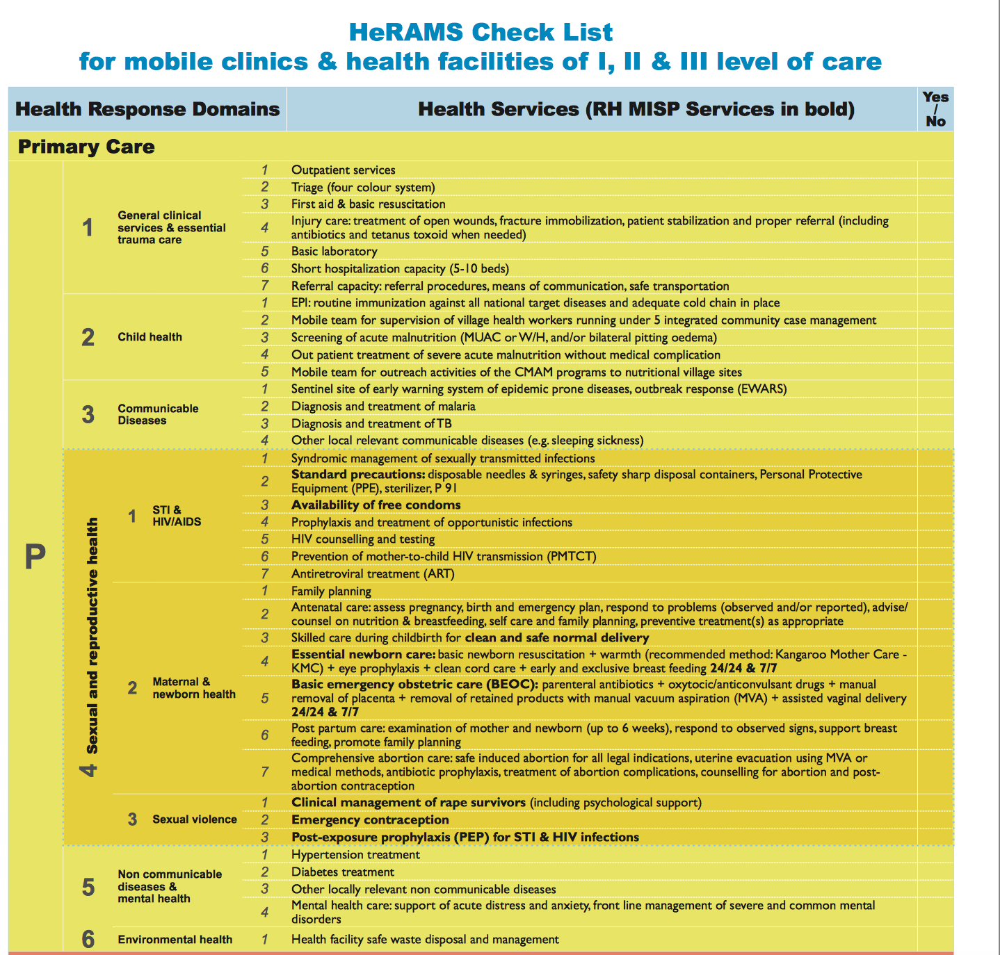 HeRAMS Check List
for mobile clinics & health facilities of I, II & III level of care
Health Response Domains
Health Services (RH MISP Services in bold)
Yes
/
No
Primary Care
P
1
General clinical
services & essential
trauma care
1 Outpatient services
2 Triage (four colour system)
3 First aid & basic resuscitation
4 Injury care: treatment of open wounds, fracture immobilization, patient stabilization and proper referral (including
antibiotics and tetanus toxoid when needed)
5 Basic laboratory
6 Short hospitalization capacity (5-10 beds)
7 Referral capacity: referral procedures, means of communication, safe transportation
2
Child health
1 EPI: routine immunization against all national target diseases and adequate cold chain in place
2 Mobile team for supervision of village health workers running under 5 integrated community case management
3 Screening of acute malnutrition (MUAC or W/H, and/or bilateral pitting oedema)
4 Out patient treatment of severe acute malnutrition without medical complication
5 Mobile team for outreach activities of the CMAM programs to nutritional village sites
3
Communicable
Diseases
1 Sentinel site of early warning system of epidemic prone diseases, outbreak response (EWARS)
2 Diagnosis and treatment of malaria
3 Diagnosis and treatment of TB
4 Other local relevant communicable diseases (e.g. sleeping sickness)
4 Sexual and reproductive health
1
STI &
HIV/AIDS
1 Syndromic management of sexually transmitted infections
2 Standard precautions: disposable needles & syringes, safety sharp disposal containers, Personal Protective
Equipment (PPE), sterilizer, P 91
3 Availability of free condoms
4 Prophylaxis and treatment of opportunistic infections
5 HIV counselling and testing
6 Prevention of mother-to-child HIV transmission (PMTCT)
7 Antiretroviral treatment (ART)
2
Maternal &
newborn health
1 Family planning
2 Antenatal care: assess pregnancy, birth and emergency plan, respond to problems (observed and/or reported), advise/
counsel on nutrition & breastfeeding, self care and family planning, preventive treatment(s) as appropriate
3 Skilled care during childbirth for clean and safe normal delivery
4 Essential newborn care: basic newborn resuscitation + warmth (recommended method: Kangaroo Mother Care -
KMC) + eye prophylaxis + clean cord care + early and exclusive breast feeding 24/24 & 7/7
5 Basic emergency obstetric care (BEOC): parenteral antibiotics + oxytocic/anticonvulsant drugs + manual
removal of placenta + removal of retained products with manual vacuum aspiration (MVA) + assisted vaginal delivery
24/24 & 7/7
6 Post partum care: examination of mother and newborn (up to 6 weeks), respond to observed signs, support breast
feeding, promote family planning
7 Comprehensive abortion care: safe induced abortion for all legal indications, uterine evacuation using MVA or
medical methods, antibiotic prophylaxis, treatment of abortion complications, counselling for abortion and post-
abortion contraception
3
Sexual violence
1 Clinical management of rape survivors (including psychological support)
2 Emergency contraception
3 Post-exposure prophylaxis (PEP) for STI & HIV infections
5
Non communicable
diseases &
mental health
1 Hypertension treatment
2 Diabetes treatment
3 Other locally relevant non communicable diseases
4 Mental health care: support of acute distress and anxiety, front line management of severe and common mental
disorders
6
Environmental health
1 Health facility safe waste disposal and management